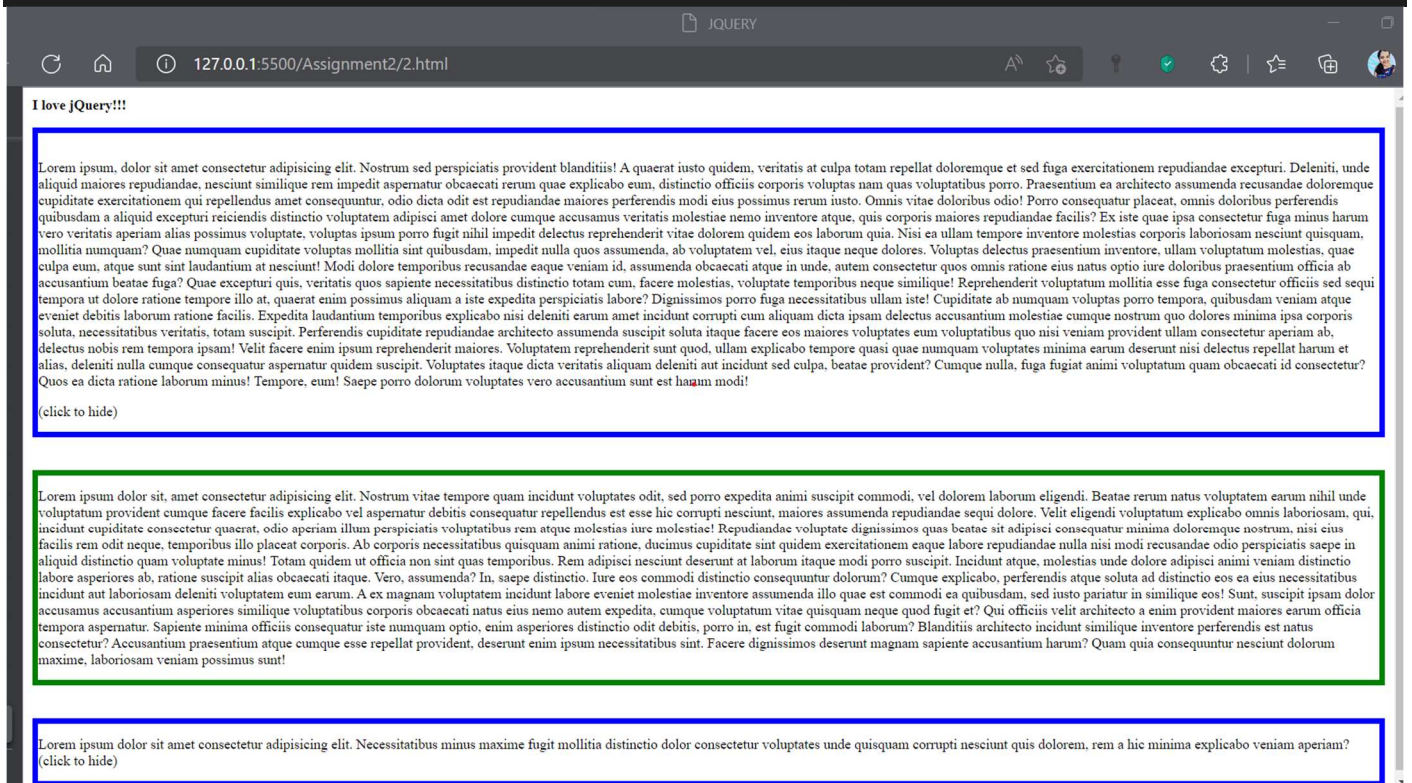 JQUERY
127.0.0.1:5500/Assignment2/2.html
I love jQuery!!!
Lorem ipsum, dolor sit amet consectetur adipisicing elit. Nostrum sed perspiciatis provident blanditiis! A quaerat iusto quidem, veritatis at culpa totam repellat doloremque et sed fuga exercitationem repudiandae excepturi. Deleniti, unde
aliquid maiores repudiandae, nesciunt similique rem impedit aspernatur obcaecati rerum quae explicabo eum, distinctio officiis corporis voluptas nam quas voluptatibus porro. Praesentium ea architecto assumenda recusandae doloremque
cupiditate exercitationem qui repellendus amet consequuntur, odio dicta odit est repudiandae maiores perferendis modi eius possimus rerum iusto. Omnis vitae doloribus odio! Porro consequatur placeat, omnis doloribus perferendis
quibusdam a aliquid excepturi reiciendis distinctio voluptatem adipisci amet dolore cumque accusamus veritatis molestiae nemo inventore atque, quis corporis maiores repudiandae facilis? Ex iste quae ipsa consectetur fuga minus harum
vero veritatis aperiam alias possimus voluptate, voluptas ipsum porro fugit nihil impedit delectus reprehenderit vitae dolorem quidem eos laborum quia. Nisi ea ullam tempore inventore molestias corporis laboriosam nesciunt quisquam,
mollitia numquam? Quae numquam cupiditate voluptas mollitia sint quibusdam, impedit nulla quos assumenda, ab voluptatem vel, eius itaque neque dolores. Voluptas delectus praesentium inventore, ullam voluptatum molestias, quae
culpa eum, atque sunt sint laudantium at nesciunt! Modi dolore temporibus recusandae eaque veniam id, assumenda obcaecati atque in unde, autem consectetur quos omnis ratione eius natus optio iure doloribus praesentium officia ab
accusantium beatae fuga? Quae excepturi quis, veritatis quos sapiente necessitatibus distinctio totam cum, facere molestias, voluptate temporibus neque similique! Reprehenderit voluptatum mollitia esse fuga consectetur officiis sed sequi
tempora ut dolore ratione tempore illo at, quaerat enim possimus aliquam a iste expedita perspiciatis labore? Dignissimos porro fuga necessitatibus ullam iste! Cupiditate ab numquam voluptas porro tempora, quibusdam veniam atque
eveniet debitis laborum ratione facilis. Expedita laudantium temporibus explicabo nisi deleniti earum amet incidunt corrupti cum aliquam dicta ipsam delectus accusantium molestiae cumque nostrum quo dolores minima ipsa corporis
soluta, necessitatibus veritatis, totam suscipit. Perferendis cupiditate repudiandae architecto assumenda suscipit soluta itaque facere eos maiores voluptates eum voluptatibus quo nisi veniam provident ullam consectetur aperiam ab,
delectus nobis rem tempora ipsam! Velit facere enim ipsum reprehenderit maiores. Voluptatem reprehenderit sunt quod, ullam explicabo tempore quasi quae numquam voluptates minima earum deserunt nisi delectus repellat harum et
alias, deleniti nulla cumque consequatur aspernatur quidem suscipit. Voluptates itaque dicta veritatis aliquam deleniti aut incidunt sed culpa, beatae provident? Cumque nulla, fuga fugiat animi voluptatum quam obcaecati id consectetur?
Quos ea dicta ratione laborum minus! Tempore, eum! Saepe porro dolorum voluptates vero accusantium sunt est harum modi!
(click to hide)
Lorem ipsum dolor sit, amet consectetur adipisicing elit. Nostrum vitae tempore quam incidunt voluptates odit, sed porro expedita animi suscipit commodi, vel dolorem laborum eligendi. Beatae rerum natus voluptatem earum nihil unde
voluptatum provident cumque facere facilis explicabo vel aspernatur debitis consequatur repellendus est esse hic corrupti nesciunt, maiores assumenda repudiandae sequi dolore. Velit eligendi voluptatum explicabo omnis laboriosam, qui,
incidunt cupiditate consectetur quaerat, odio aperiam illum perspiciatis voluptatibus rem atque molestias iure molestiae! Repudiandae voluptate dignissimos quas beatae sit adipisci consequatur minima doloremque nostrum, nisi eius
facilis rem odit neque, temporibus illo placeat corporis. Ab corporis necessitatibus quisquam animi ratione, ducimus cupiditate sint quidem exercitationem eaque labore repudiandae nulla nisi modi recusandae odio perspiciatis saepe in
aliquid distinctio quam voluptate minus! Totam quidem ut officia non sint quas temporibus. Rem adipisci nesciunt deserunt at laborum itaque modi porro suscipit. Incidunt atque, molestias unde dolore adipisci animi veniam distinctio
labore asperiores ab, ratione suscipit alias obcaecati itaque. Vero, assumenda? In, saepe distinctio. Iure eos commodi distinctio consequuntur dolorum? Cumque explicabo, perferendis atque soluta ad distinctio eos ea eius necessitatibus
incidunt aut laboriosam deleniti voluptatem eum earum. A ex magnam voluptatem incidunt labore eveniet molestiae inventore assumenda illo quae est commodi ea quibusdam, sed iusto pariatur in similique eos! Sunt, suscipit ipsam dolor
accusamus accusantium asperiores similique voluptatibus corporis obcaecati natus eius nemo autem expedita, cumque voluptatum vitae quisquam neque quod fugit et? Qui officiis velit architecto a enim provident maiores earum officia
tempora aspernatur. Sapiente minima officiis consequatur iste numquam optio, enim asperiores distinctio odit debitis, porro in, est fugit commodi laborum? Blanditiis architecto incidunt similique inventore perferendis est natus
consectetur? Accusantium praesentium atque cumque esse repellat provident, deserunt enim ipsum necessitatibus sint. Facere dignissimos deserunt magnam sapiente accusantium harum? Quam quia consequuntur nesciunt dolorum
maxime, laboriosam veniam possimus sunt!
Lorem ipsum dolor sit amet consectetur adipisicing elit. Necessitatibus minus maxime fugit mollitia distinctio dolor consectetur voluptates unde quisquam corrupti nesciunt quis dolorem, rem a hic minima explicabo veniam aperiam?
(click to hide)